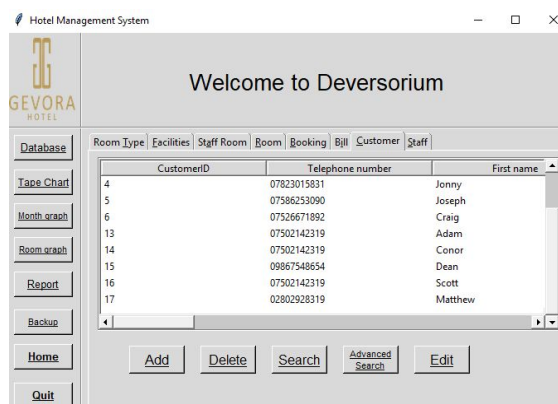 Hotel Management System
GEVORA
HOTEL
Welcome to Deversorium
Database
Tape Chart
Month graph
Room graph
Report
Backup
Home
Quit
Room Type Facilities Staff Room Room Booking Bill Customer Staff
CustomerID Telephone number First name
4 07823015831 Jonny
5 07586253090 Joseph
6 07526671892 Craig
13 07502142319 Adam
14 07502142319 Conor
15 09867548654 Dean
16 07502142319 Scott
17 02802928319 Matthew
Add Delete Search Advanced Search Edit